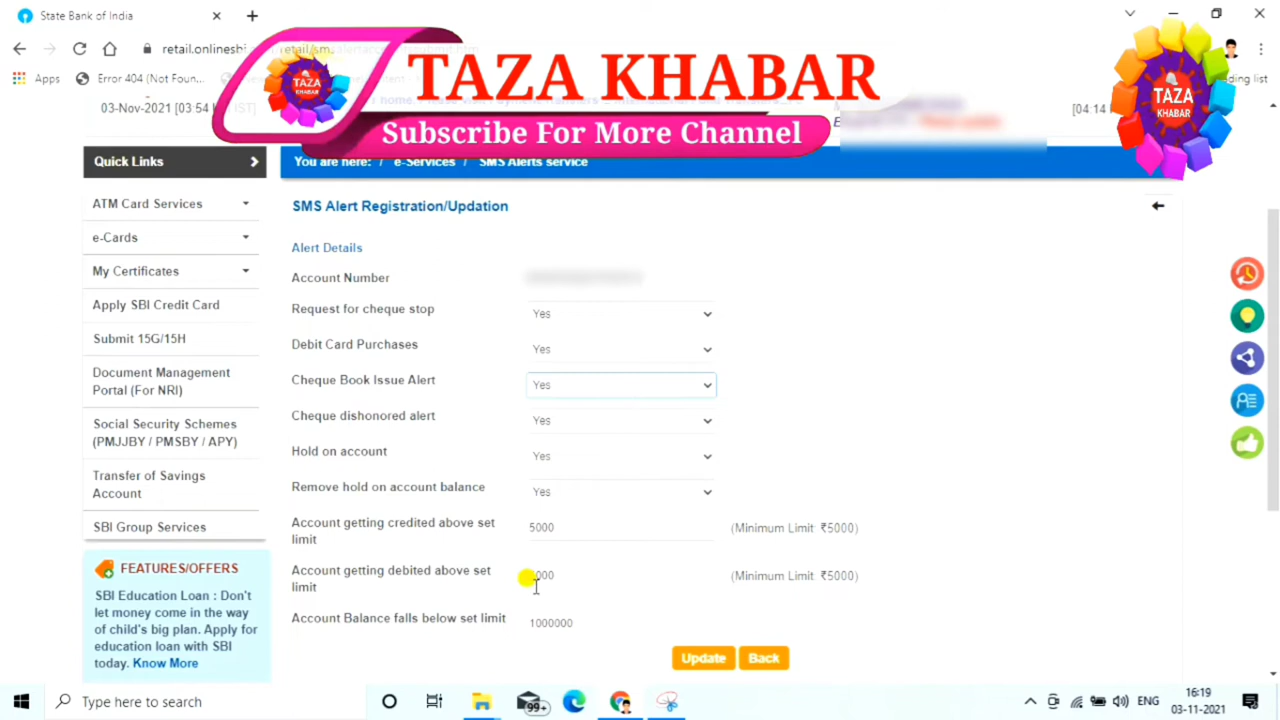 State Bank of India
retail.onlinesbi.
Apps
Error 404 (Not Foun...
ding list
TAZA KHABAR
TAZA
KHABAR
Subscribe For More Channel
TAZA
KHABAR
03-Nov-2021 [03:54
[04:14
Quick Links
You are here: / e-Services / SMS Alerts service
ATM Card Services
e-Cards
My Certificates
Apply SBI Credit Card
Submit 15G/15H
Document Management
Portal (For NRI)
Social Security Schemes
(PMJJBY / PMSBY / APY)
Transfer of Savings
Account
SBI Group Services
FEATURES/OFFERS
SBI Education Loan : Don't
let money come in the way
of child's big plan. Apply for
education loan with SBI
today. Know More
SMS Alert Registration/Updation
Alert Details
Account Number
Request for cheque stop Yes
Debit Card Purchases Yes
Cheque Book Issue Alert Yes
Cheque dishonored alert Yes
Hold on account Yes
Remove hold on account balance Yes
Account getting credited above set
limit
5000 (Minimum Limit ₹5000)
Account getting debited above set
limit
000 (Minimum Limit ₹5000)
Account Balance falls below set limit 1000000
Update Back
Type here to search
99+
ENG
16:19
03-11-2021